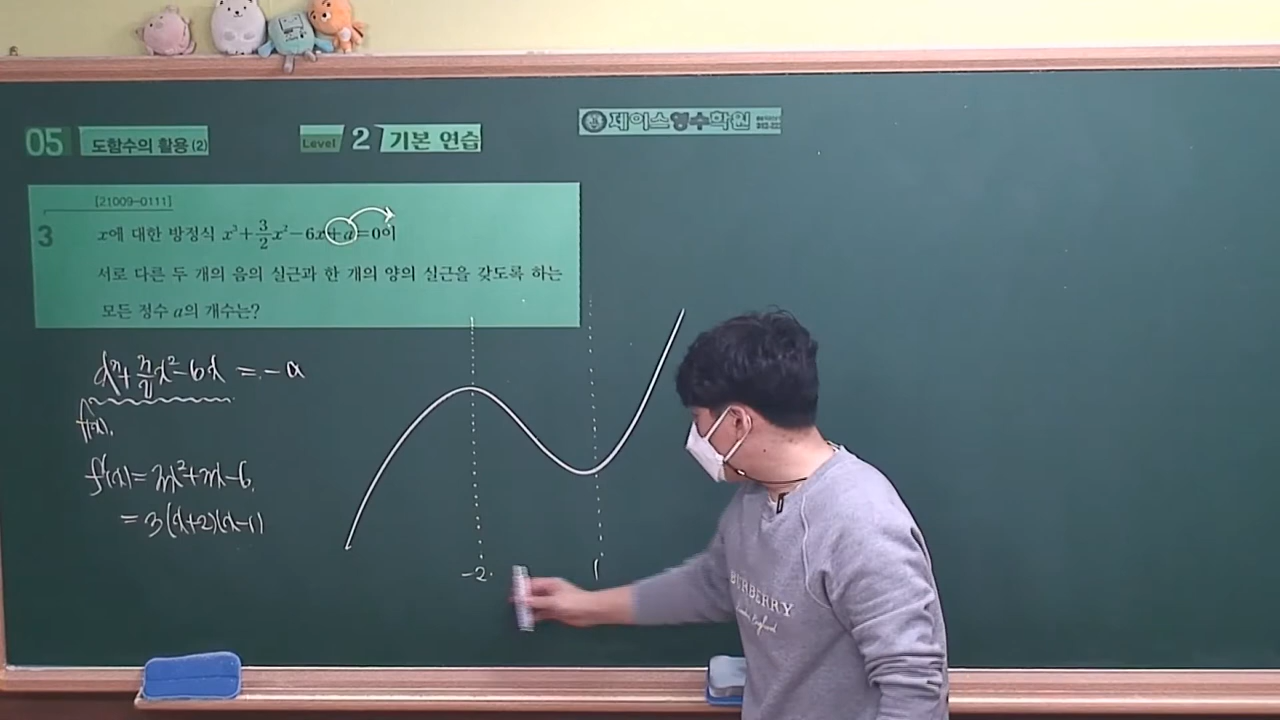 05 도함수의 활용 (2)
Level 2 기본 연습
제이스영수학원
[21009-0111]
3 x에 대한 방정식 x³+3/2x²-6x+a=0이
서로 다른 두 개의 음의 실근과 한 개의 양의 실근을 갖도록 하는
모든 정수 a의 개수는?
x³+3/2x²-6x=-a
f(x).
f'(x)=3x²+3x-6.
=3(x+2)(x-1)
-2. 1
BURBERRY
London, England